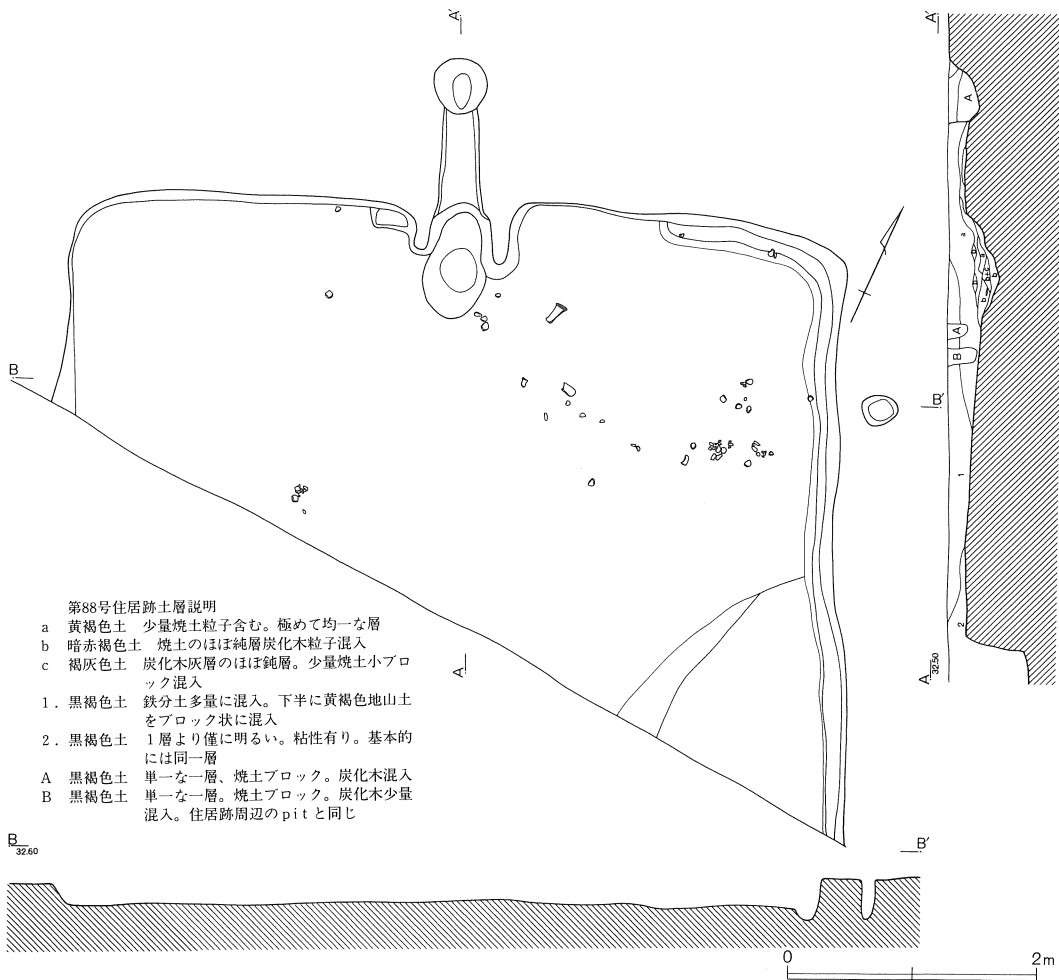 A′
A′
B
B′
第88号住居跡土層説明
a 黄褐色土 少量焼土粒子含む。極めて均一な層
b 暗赤褐色土 焼土のほぼ純層炭化木粒子混入
c 褐灰色土 炭化木灰層のほぼ鈍層。少量焼土小ブロ
ック混入
1. 黒褐色土 鉄分土多量に混入。下半に黄褐色地山土
をブロック状に混入
2. 黒褐色土 1層より僅に明るい。粘性有り。基本的
には同一層
A 黒褐色土 単一な一層、焼土ブロック。炭化木混入
B 黒褐色土 単一な一層。焼土ブロック。炭化木少量
混入。住居跡周辺のpitと同じ
A
A
32.50
A
a
a
b
b
b+c
b
b
A
B
1
2
B
32.60
B′
0
2m